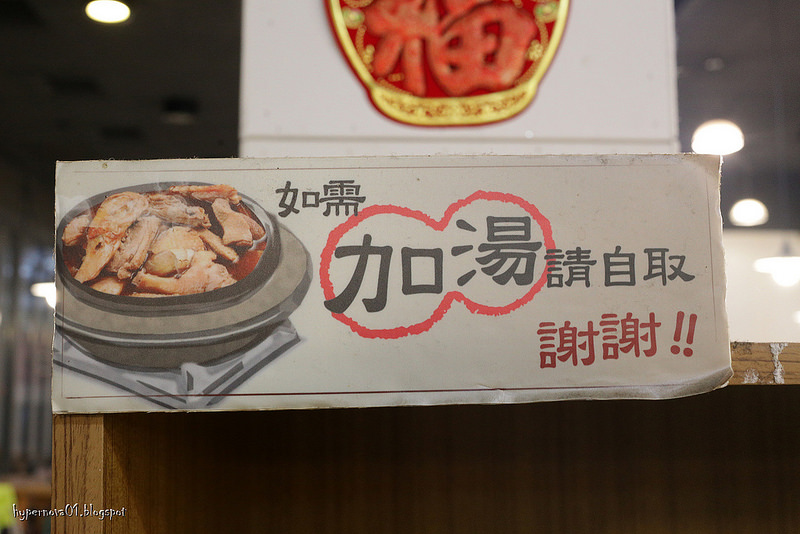 福
如需
加湯請自取
謝謝!!
hypernova01.blogspot